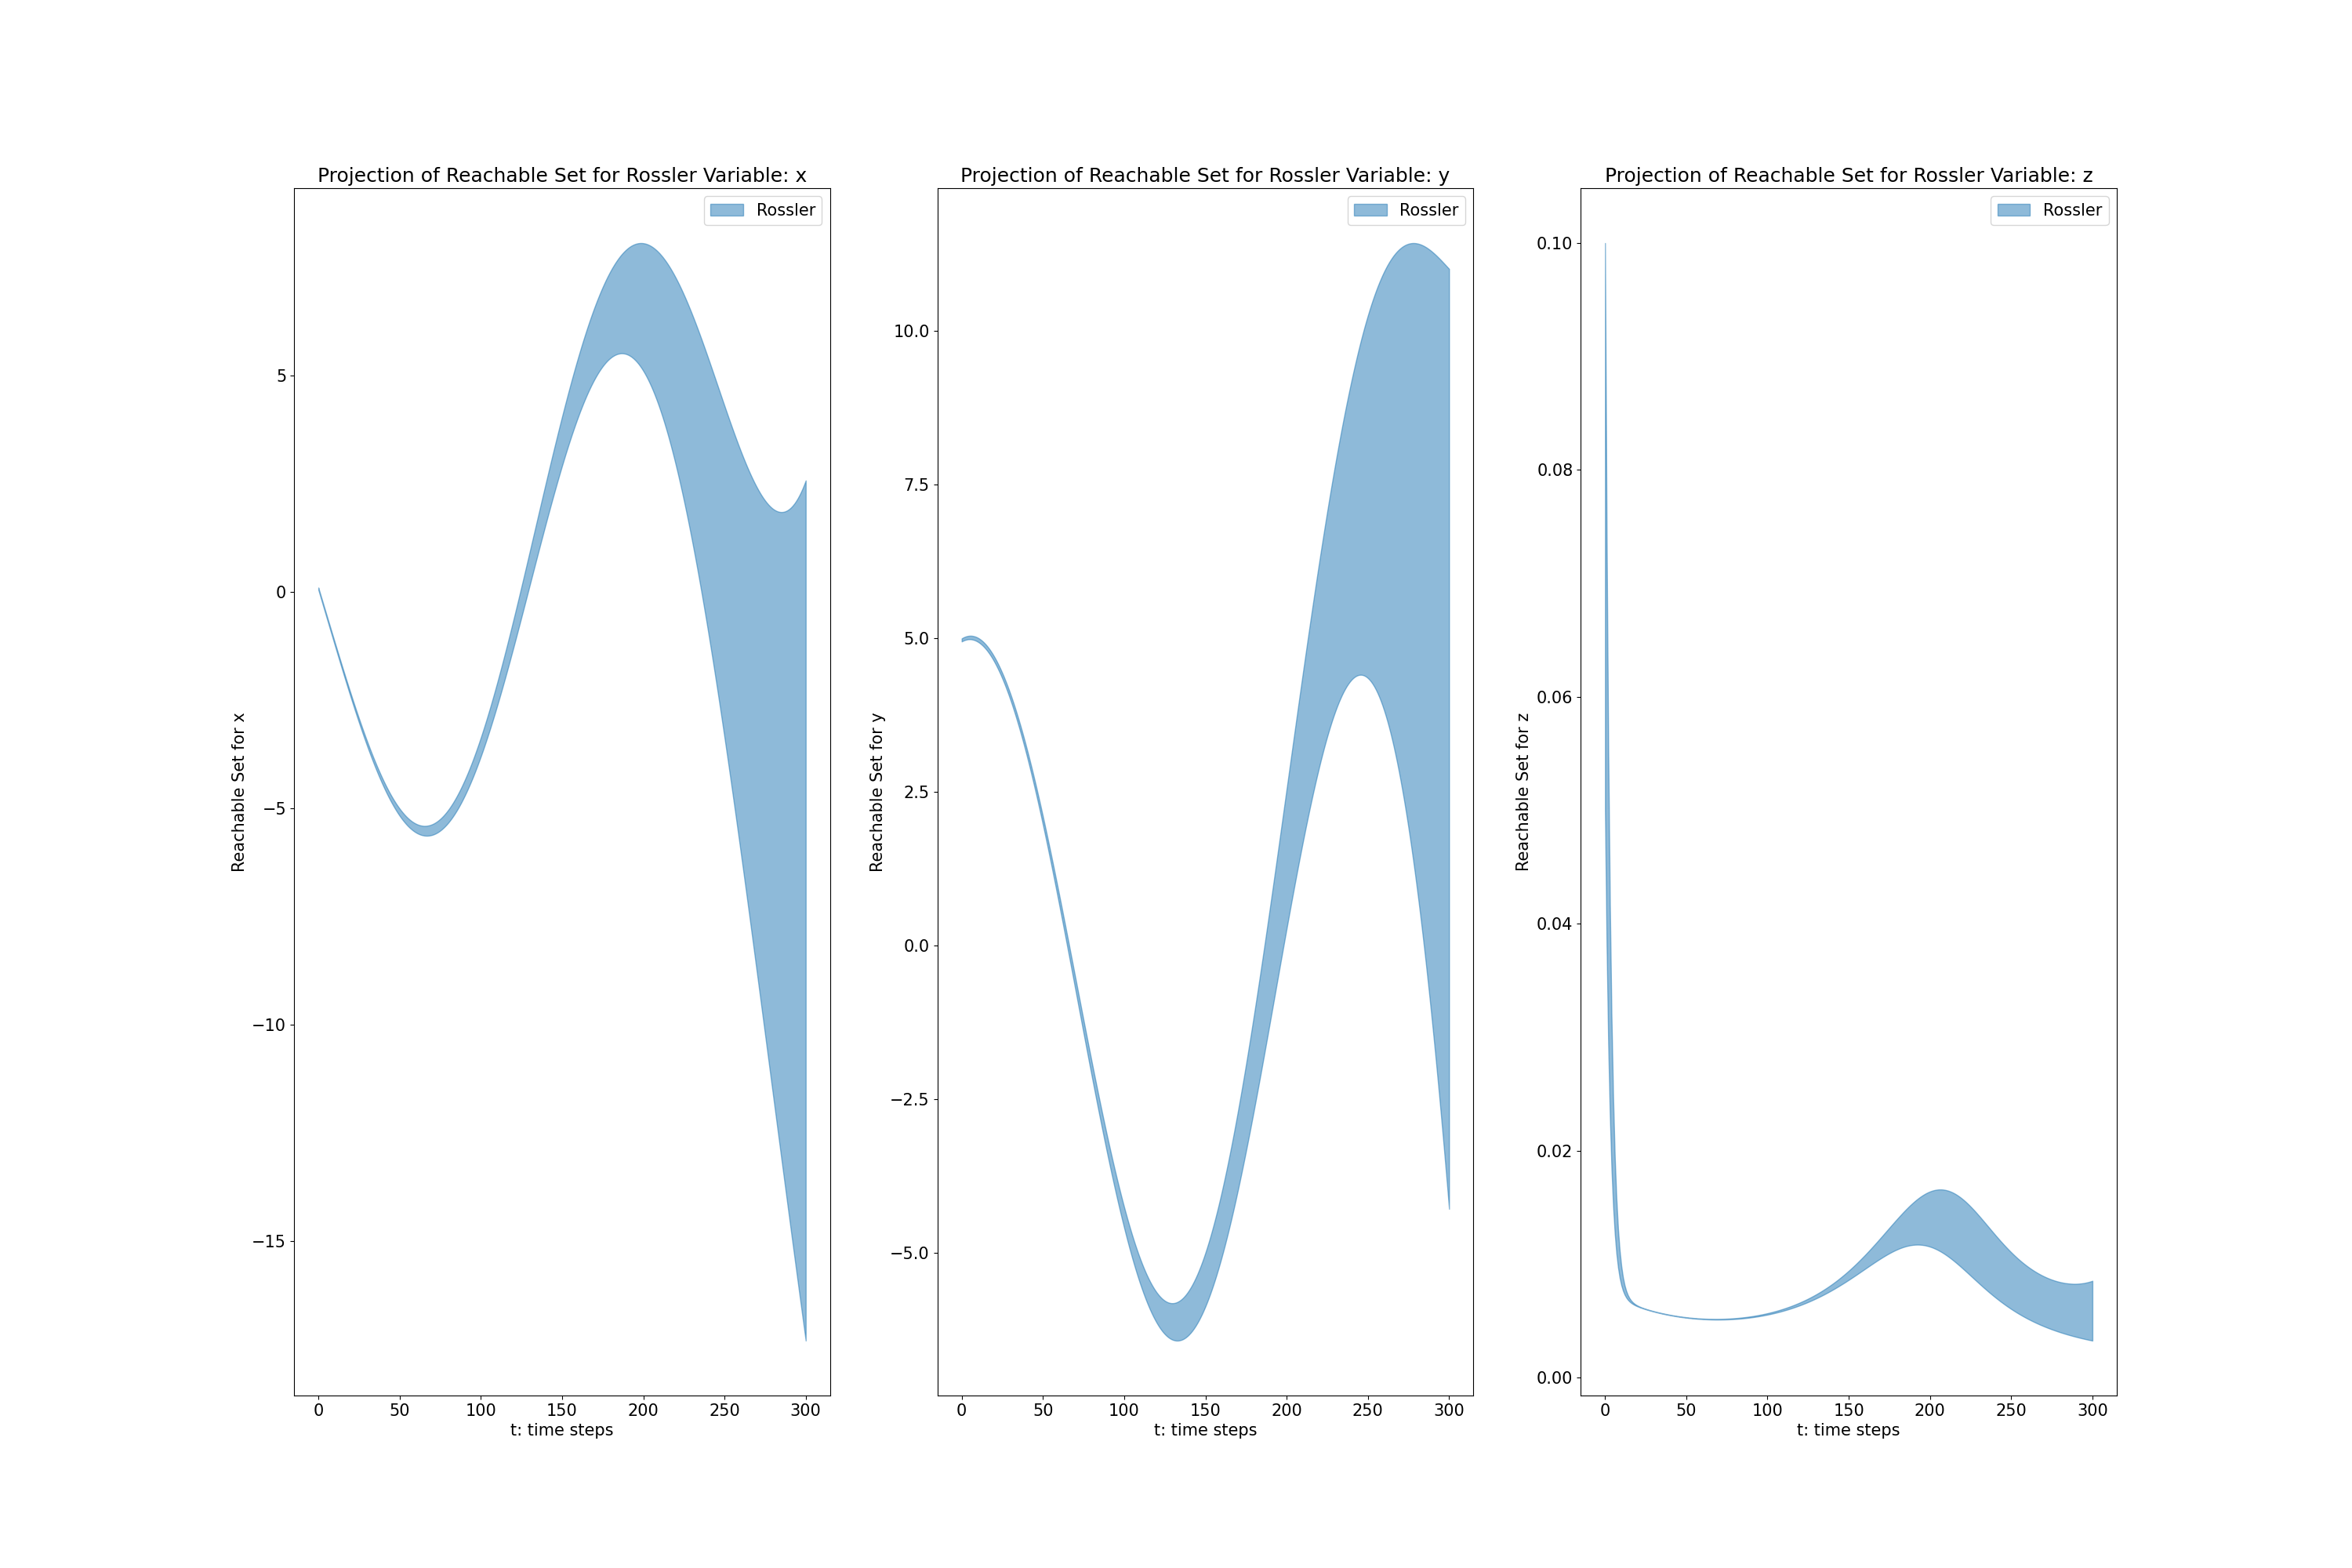 Projection of Reachable Set for Rossler Variable: x
Rossler
5
0
−5
−10
−15
Reachable Set for x
0 50 100 150 200 250 300
t: time steps
Projection of Reachable Set for Rossler Variable: y
Rossler
10.0
7.5
5.0
2.5
0.0
−2.5
−5.0
Reachable Set for y
0 50 100 150 200 250 300
t: time steps
Projection of Reachable Set for Rossler Variable: z
Rossler
0.10
0.08
0.06
0.04
0.02
0.00
Reachable Set for z
0 50 100 150 200 250 300
t: time steps